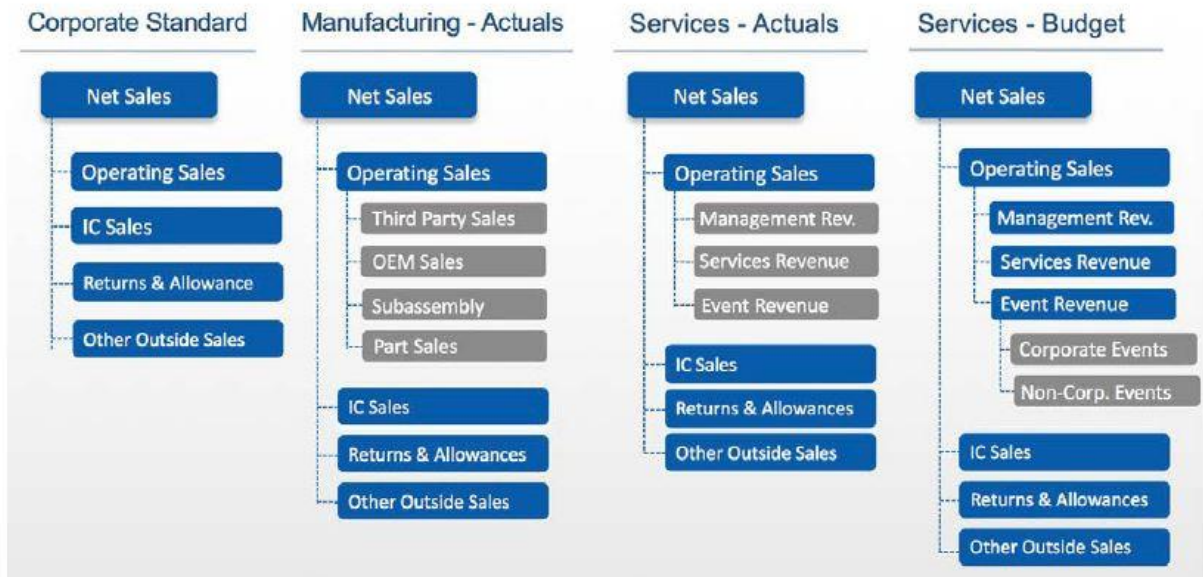 Corporate Standard
Net Sales
Operating Sales
IC Sales
Returns & Allowance
Other Outside Sales
Manufacturing - Actuals
Net Sales
Operating Sales
Third Party Sales
OEM Sales
Subassembly
Part Sales
IC Sales
Returns & Allowances
Other Outside Sales
Services - Actuals
Net Sales
Operating Sales
Management Rev.
Services Revenue
Event Revenue
IC Sales
Returns & Allowances
Other Outside Sales
Services - Budget
Net Sales
Operating Sales
Management Rev.
Services Revenue
Event Revenue
Corporate Events
Non-Corp. Events
IC Sales
Returns & Allowances
Other Outside Sales